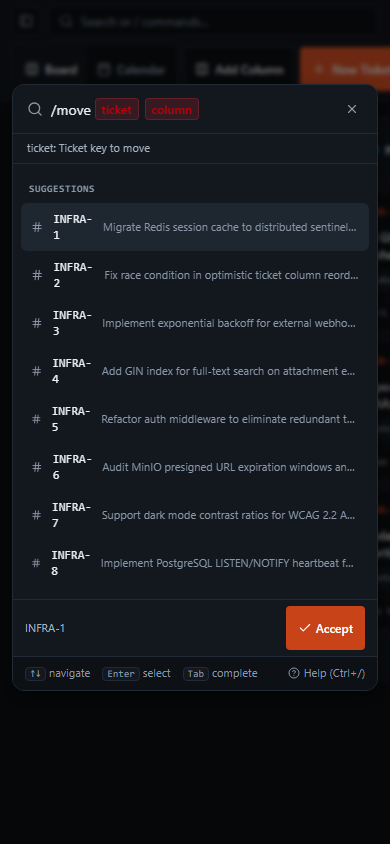 Search or / commands...
Board
Calendar
Add Column
/move ticket column
ticket: Ticket key to move
SUGGESTIONS
# INFRA-1 Migrate Redis session cache to distributed sentinel...
# INFRA-2 Fix race condition in optimistic ticket column reord...
# INFRA-3 Implement exponential backoff for external webho...
# INFRA-4 Add GIN index for full-text search on attachment e...
# INFRA-5 Refactor auth middleware to eliminate redundant t...
# INFRA-6 Audit MinIO presigned URL expiration windows an...
# INFRA-7 Support dark mode contrast ratios for WCAG 2.2 A...
# INFRA-8 Implement PostgreSQL LISTEN/NOTIFY heartbeat f...
INFRA-1
Accept
↑↓ navigate Enter select Tab complete Help (Ctrl+/)